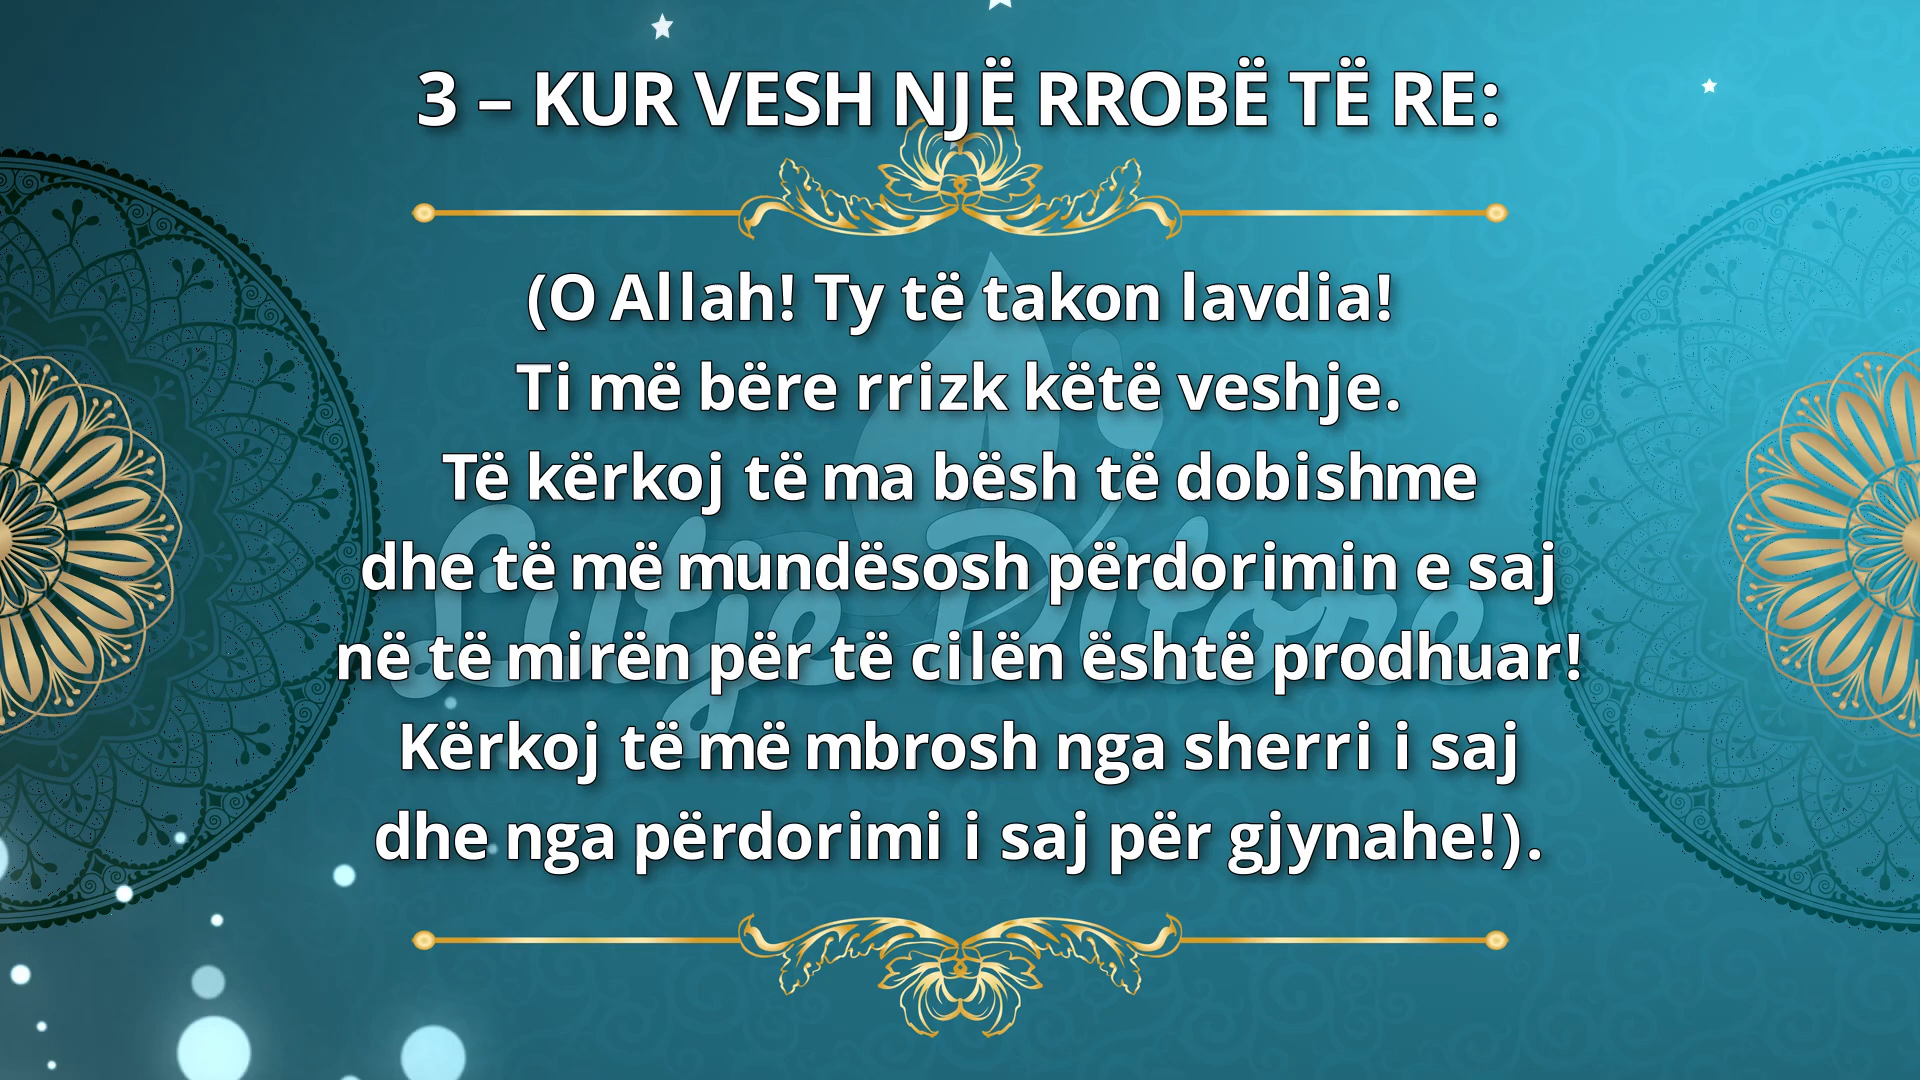 3 – KUR VESH NJË RROBË TË RE:
(O Allah! Ty të takon lavdia!
Ti më bëre rrizk këtë veshje.
Të kërkoj të ma bësh të dobishme
dhe të më mundësosh përdorimin e saj
në të mirën për të cilën është prodhuar!
Kërkoj të më mbrosh nga sherri i saj
dhe nga përdorimi i saj për gjynahe!).
Lutje Ditore